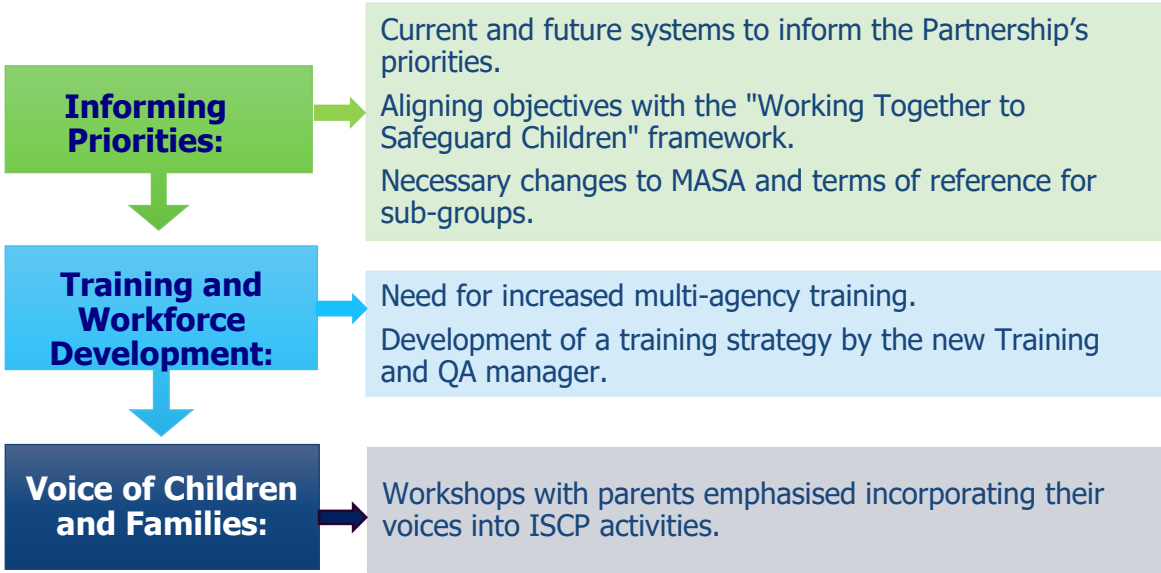 Informing
Priorities:
Current and future systems to inform the Partnership’s
priorities.
Aligning objectives with the "Working Together to
Safeguard Children" framework.
Necessary changes to MASA and terms of reference for
sub-groups.
Training and
Workforce
Development:
Need for increased multi-agency training.
Development of a training strategy by the new Training
and QA manager.
Voice of Children
and Families:
Workshops with parents emphasised incorporating their
voices into ISCP activities.